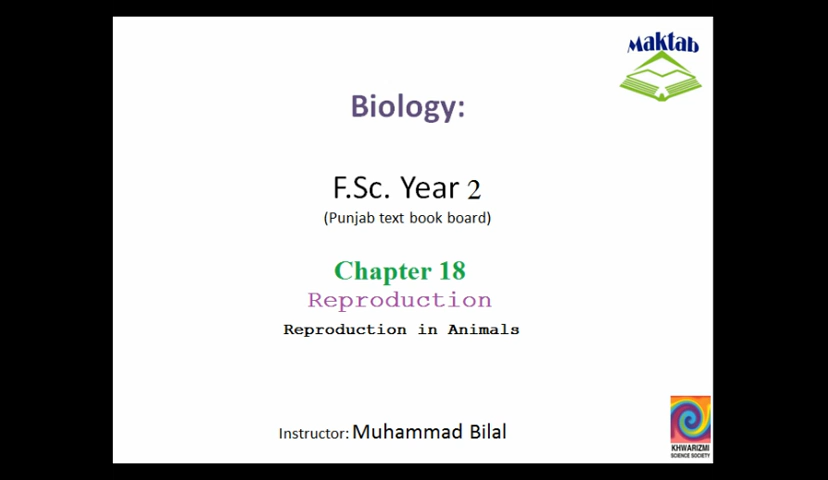 Maktab
Biology:
F.Sc. Year 2
(Punjab text book board)
Chapter 18
Reproduction
Reproduction in Animals
Instructor: Muhammad Bilal
KHWARIZMI
SCIENCE SOCIETY